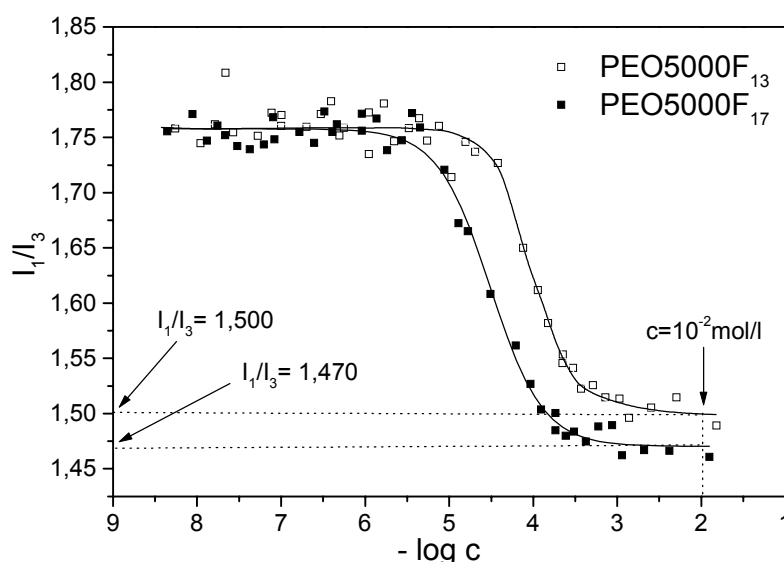 1,85
1,80
1,75
1,70
1,65
1,60
1,55
1,50
1,45
I₁/I₃
PEO5000F₁₃
PEO5000F₁₇
I₁/I₃= 1,500
I₁/I₃= 1,470
c=10⁻²mol/l
9 8 7 6 5 4 3 2 1
- log c